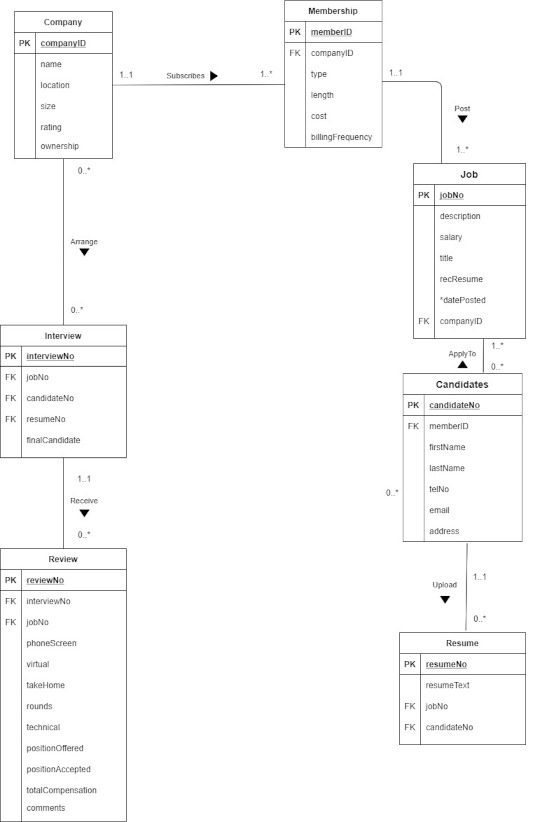 Company
PK companyID
name
location
size
rating
ownership
1..1
Subscribes
1..*
Membership
PK memberID
FK companyID
type
length
cost
billingFrequency
1..1
Post
1..*
Job
PK jobNo
description
salary
title
recResume
*datePosted
FK companyID
1..*
ApplyTo
0..*
Candidates
PK candidateNo
FK memberID
firstName
lastName
telNo
email
address
0..*
1..1
Upload
0..*
Resume
PK resumeNo
resumeText
FK jobNo
FK candidateNo
0..*
Arrange
0..*
Interview
PK interviewNo
FK jobNo
FK candidateNo
FK resumeNo
finalCandidate
1..1
Receive
0..*
Review
PK reviewNo
FK interviewNo
FK jobNo
phoneScreen
virtual
takeHome
rounds
technical
positionOffered
positionAccepted
totalCompensation
comments